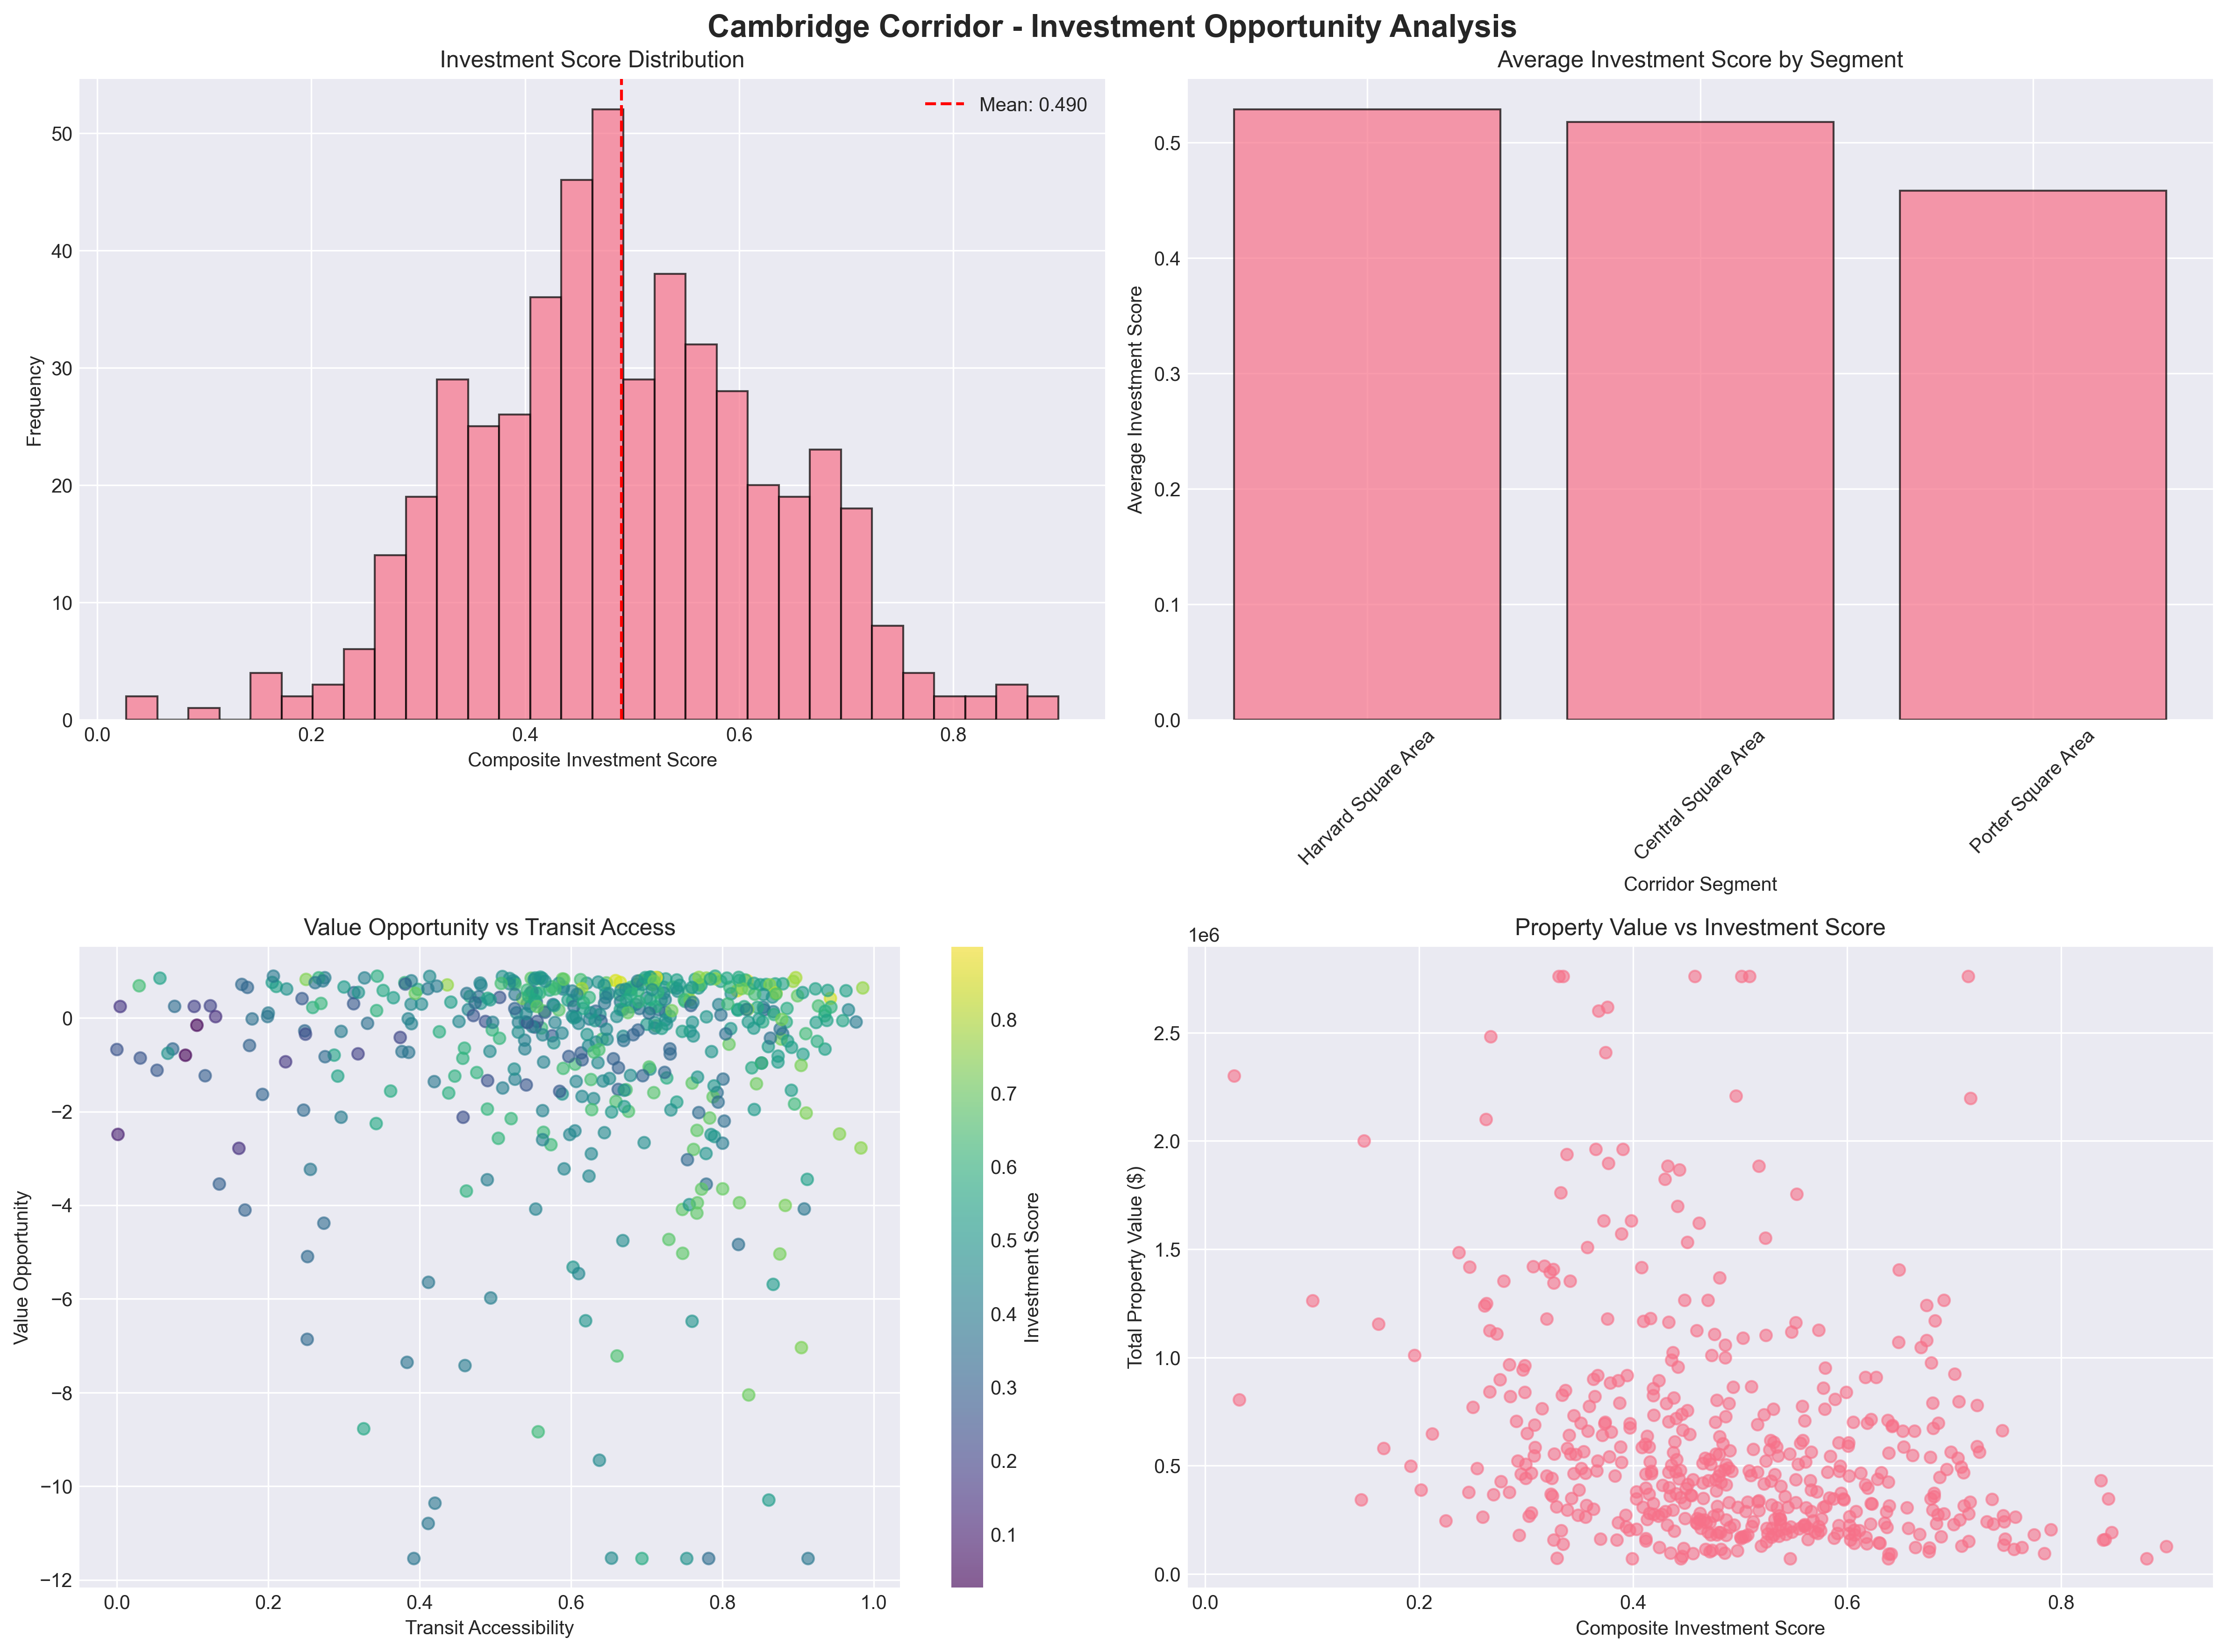 Cambridge Corridor - Investment Opportunity Analysis
Investment Score Distribution
Mean: 0.490
50
40
30
20
10
0
Frequency
0.0 0.2 0.4 0.6 0.8
Composite Investment Score
Average Investment Score by Segment
0.5
0.4
0.3
0.2
0.1
0.0
Average Investment Score
Harvard Square Area
Central Square Area
Porter Square Area
Corridor Segment
Value Opportunity vs Transit Access
0
−2
−4
−6
−8
−10
−12
Value Opportunity
0.0 0.2 0.4 0.6 0.8 1.0
Transit Accessibility
0.8
0.7
0.6
0.5
0.4
0.3
0.2
0.1
Investment Score
Property Value vs Investment Score
1e6
2.5
2.0
1.5
1.0
0.5
0.0
Total Property Value ($)
0.0 0.2 0.4 0.6 0.8
Composite Investment Score